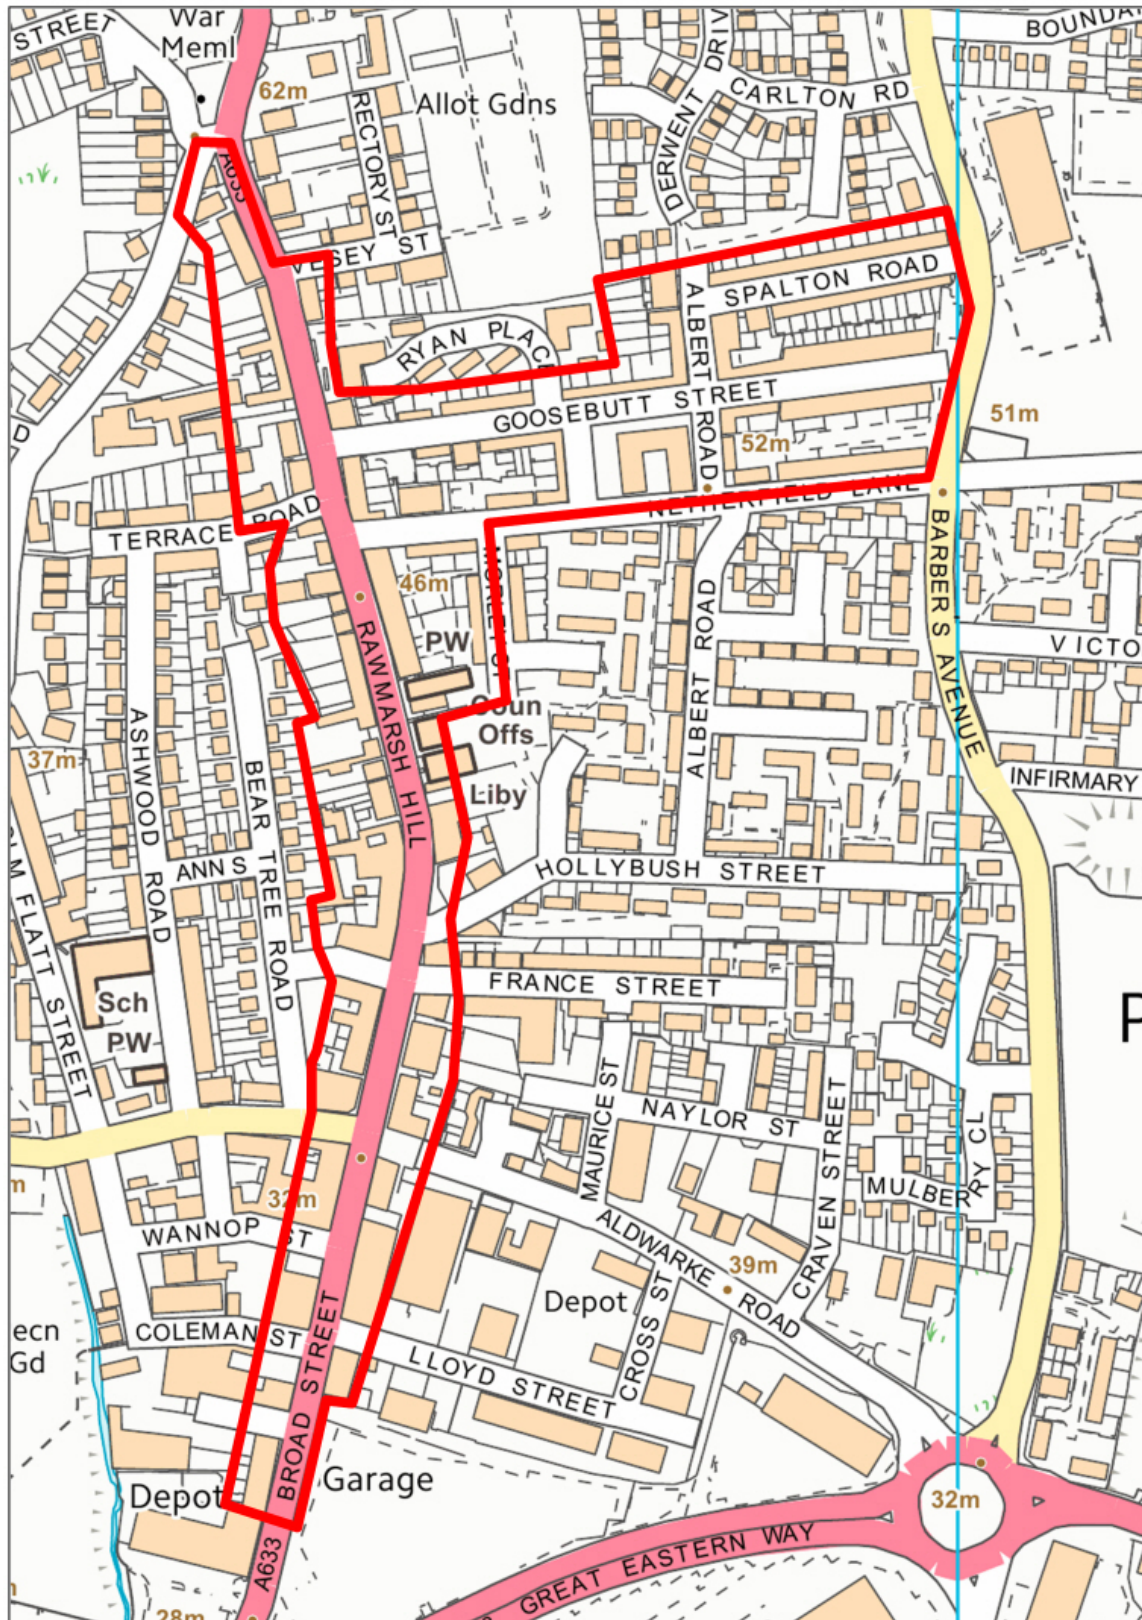 STREET
War
Meml
62m
A633
RECTORY ST
Allot Gdns
DERWENT DRIV
CARLTON RD
BOUNDA
VESEY ST
RYAN PLACE
SPALTON ROAD
ALBERT ROAD
GOOSEBUTT STREET
52m
51m
D
TERRACE ROAD
NETHERFIELD LANE
46m
MORLEY ST
PW
RAWMARSH HILL
Coun
Offs
Liby
ALBERT ROAD
BARBER'S AVENUE
VICTO
INFIRMARY
37m
ASHWOOD ROAD
BEAR TREE ROAD
ANN S
HOLLYBUSH STREET
FRANCE STREET
M FLATT STREET
Sch
PW
P
MAURICE ST
NAYLOR ST
CRAVEN STREET
MULBERRY CL
m
32m
WANNOP ST
ALDWARKE ROAD
39m
Depot
CROSS ST
ecn
Gd
COLEMAN ST
LLOYD STREET
BROAD STREET
Garage
Depot
32m
A633
GREAT EASTERN WAY
28m